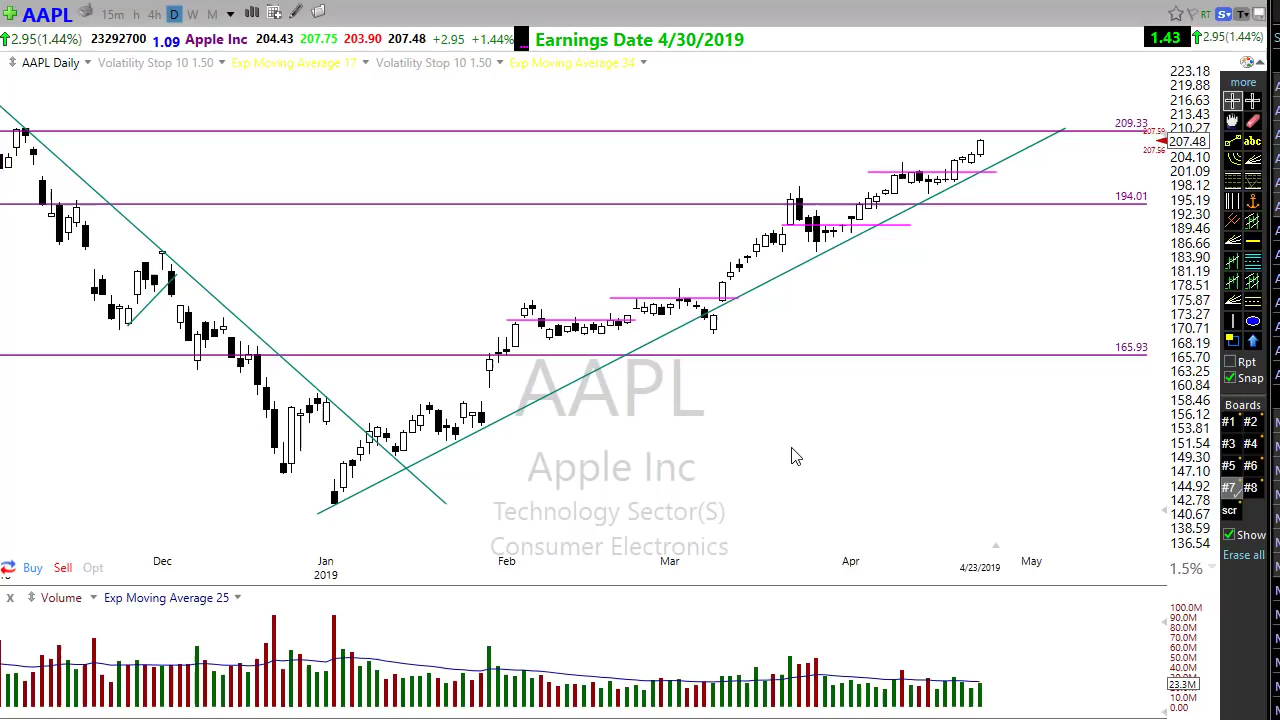 AAPL 15m h 4h D W M RT S T
2.95(1.44%) 23292700 1.09 Apple Inc 204.43 207.75 203.90 207.48 +2.95 +1.44% ... Earnings Date 4/30/2019 1.43 2.95(1.44%)
AAPL Daily Volatility Stop 10 1.50 Exp Moving Average 17 Volatility Stop 10 1.50 Exp Moving Average 34
223.18
219.88
216.63
213.43
210.27
207.48
204.10
201.09
198.12
195.19
192.30
189.46
186.66
183.90
181.19
178.51
175.87
173.27
170.71
168.19
165.70
163.25
160.84
158.46
156.12
153.81
151.54
149.30
147.10
144.92
142.78
140.67
138.59
136.54
209.33
207.59
207.56
194.01
165.93
AAPL
Apple Inc
Technology Sector(S)
Consumer Electronics
Dec Jan Feb Mar Apr May
2019 4/23/2019
Buy Sell Opt 1.5%
x Volume Exp Moving Average 25
100.0M
90.0M
80.0M
70.0M
60.0M
50.0M
40.0M
30.0M
23.3M
10.0M
0.00
more
abc
Rpt
Snap
Boards
#1 #2
#3 #4
#5 #6
#7 #8
scr
Show
Erase all